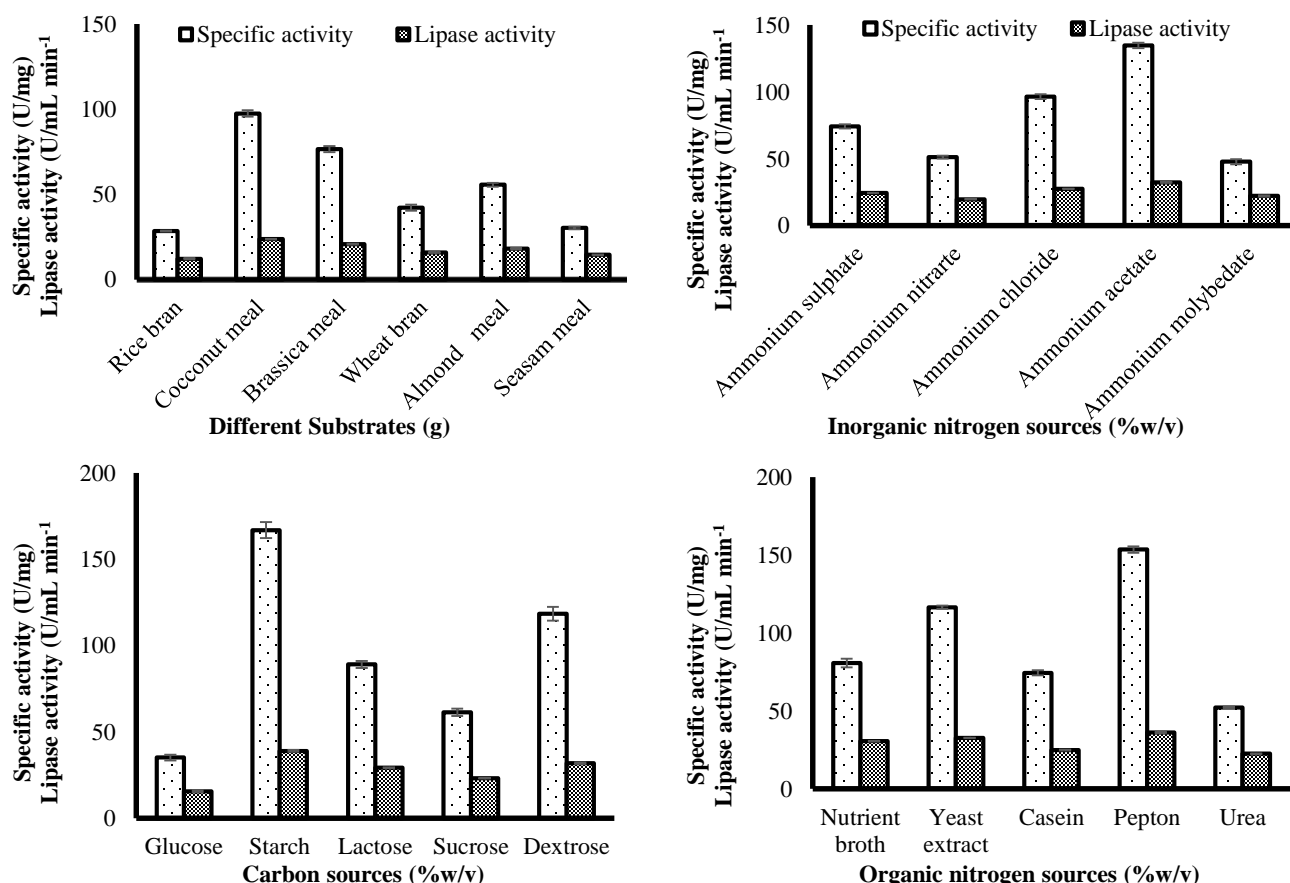 Specific activity (U/mg)
Lipase activity (U/mL min-1
150
100
50
0
Specific activity
Lipase activity
Rice bran
Cocconut meal
Brassica meal
Wheat bran
Almond meal
Seasam meal
Different Substrates (g)
Specific activity (U/mg)
Lipase activity (U/mL min-1
150
100
50
0
Specific activity
Lipase activity
Ammonium sulphate
Ammonium nitrarte
Ammonium chloride
Ammonium acetate
Ammonium molybedate
Inorganic nitrogen sources (%w/v)
Specific activity (U/mg)
Lipase activity (U/mL min-1
200
150
100
50
0
Glucose
Starch
Lactose
Sucrose
Dextrose
Carbon sources (%w/v)
Specific activity (U/mg)
Lipase activity (U/mL min-1
200
150
100
50
0
Nutrient
broth
Yeast
extract
Casein
Pepton
Urea
Organic nitrogen sources (%w/v)